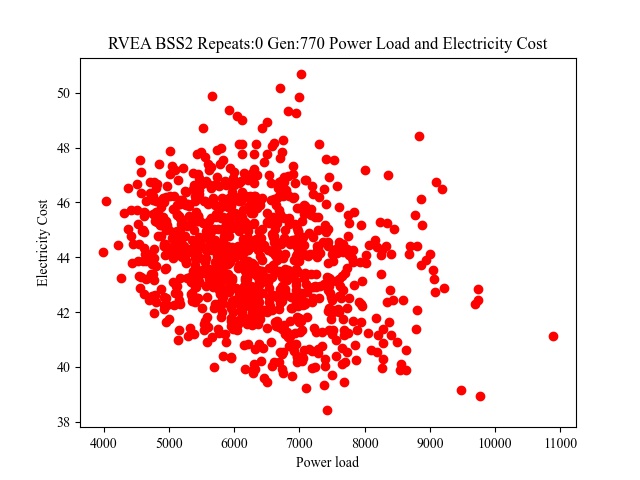 RVEA BSS2 Repeats:0 Gen:770 Power Load and Electricity Cost
Electricity Cost
50
48
46
44
42
40
38
4000 5000 6000 7000 8000 9000 10000 11000
Power load